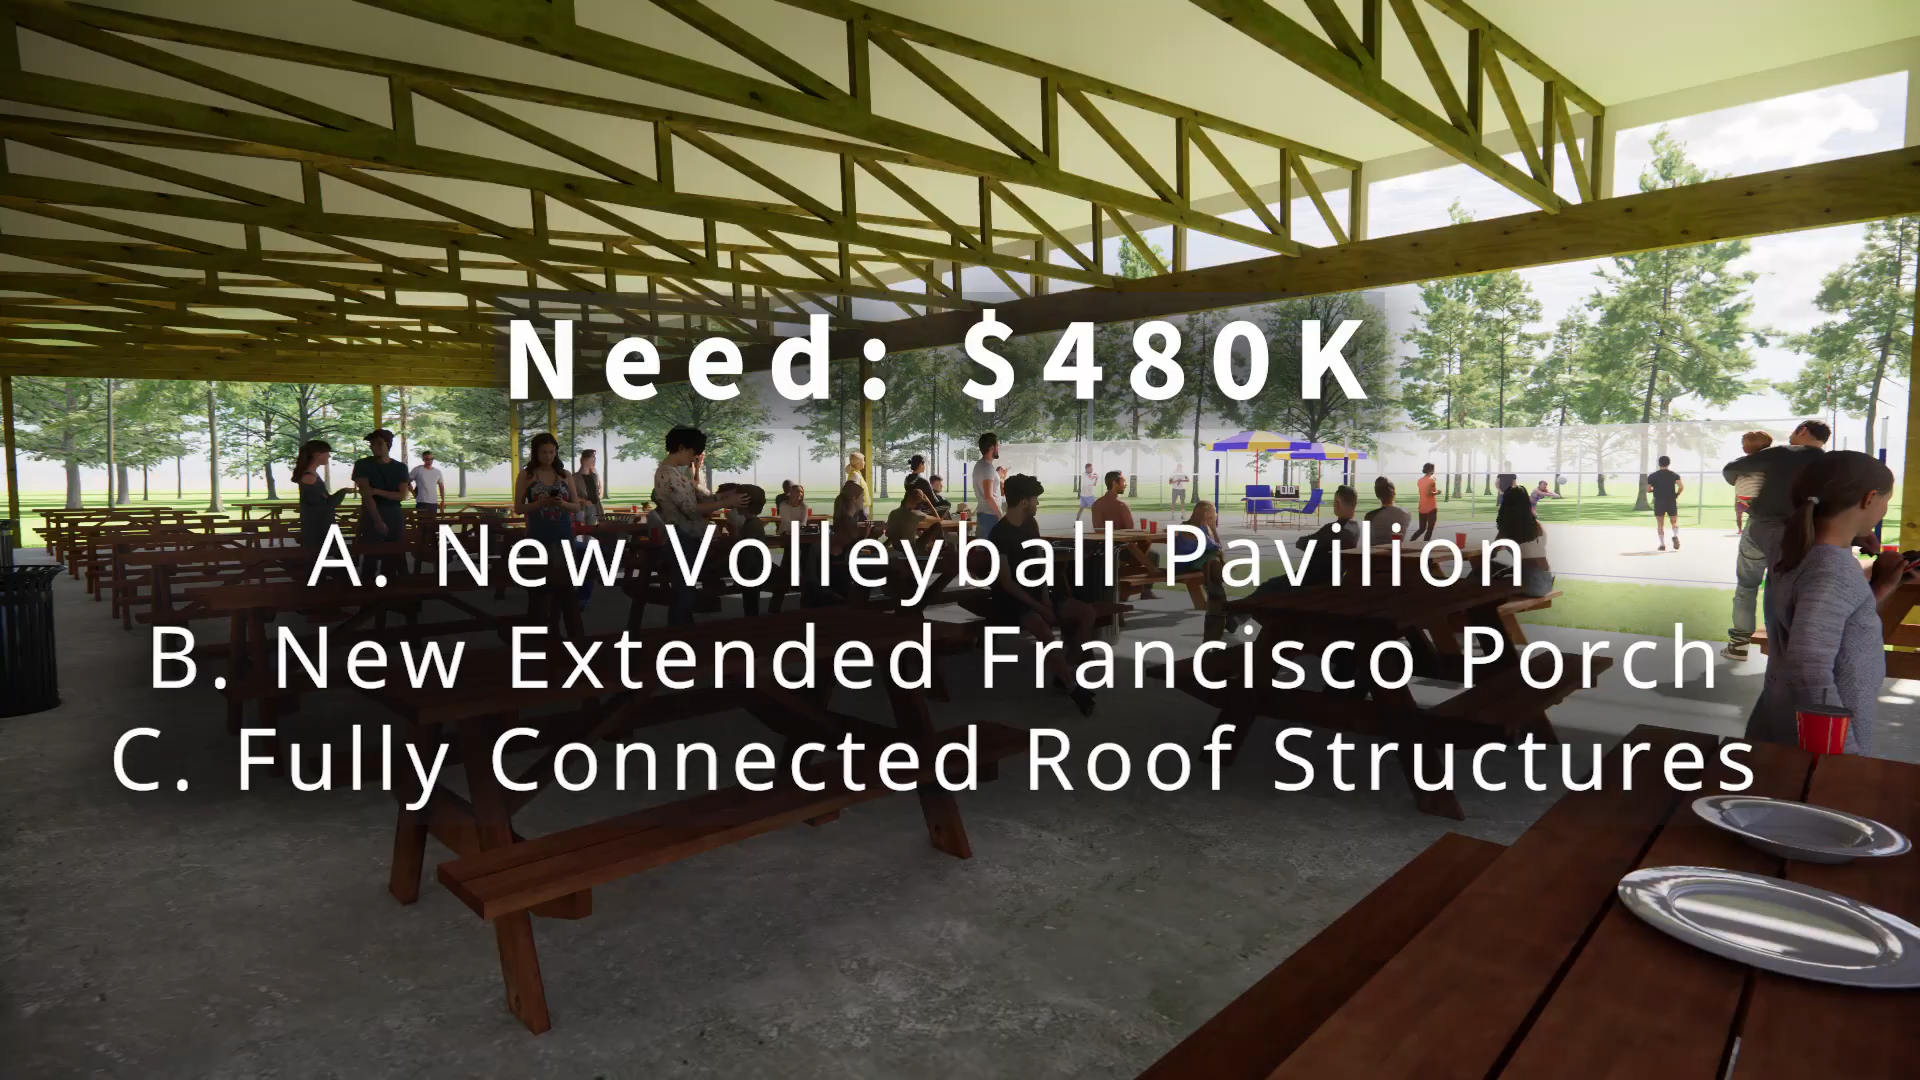 Need: $480K
A. New Volleyball Pavilion
B. New Extended Francisco Porch
C. Fully Connected Roof Structures